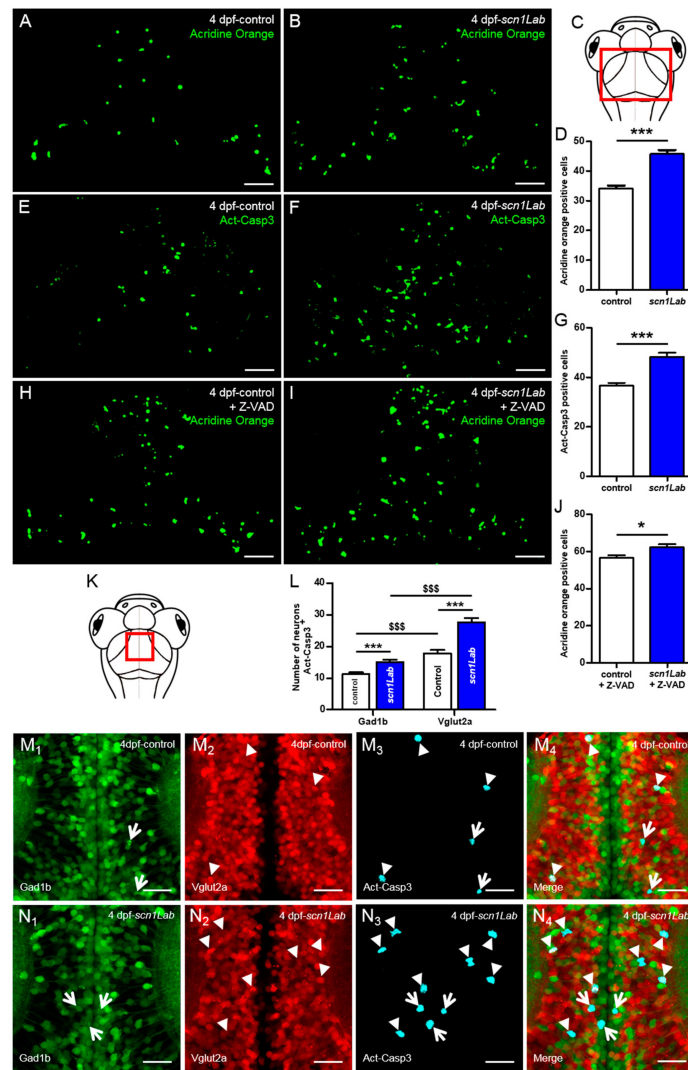 A
4 dpf-control
Acridine Orange
B
4 dpf-scn1Lab
Acridine Orange
C
D
Acridine orange positive cells
50
40
30
20
10
0
***
control
scn1Lab
E
4 dpf-control
Act-Casp3
F
4 dpf-scn1Lab
Act-Casp3
G
Act-Casp3 positive cells
60
40
20
0
***
control
scn1Lab
H
4 dpf-control
+ Z-VAD
Acridine Orange
I
4 dpf-scn1Lab
+ Z-VAD
Acridine Orange
J
Acridine orange positive cells
80
60
40
20
0
*
control
+ Z-VAD
scn1Lab
+ Z-VAD
K
L
Number of neurons
Act-Casp3+
40
30
20
10
0
$$$
$$$
***
***
control
scn1Lab
Control
scn1Lab
Gad1b
Vglut2a
M1
4dpf-control
Gad1b
M2
4dpf-control
Vglut2a
M3
4 dpf-control
Act-Casp3
M4
4 dpf-control
Merge
N1
4 dpf-scn1Lab
Gad1b
N2
4 dpf-scn1Lab
Vglut2a
N3
4 dpf-scn1Lab
Act-Casp3
N4
4 dpf-scn1Lab
Merge